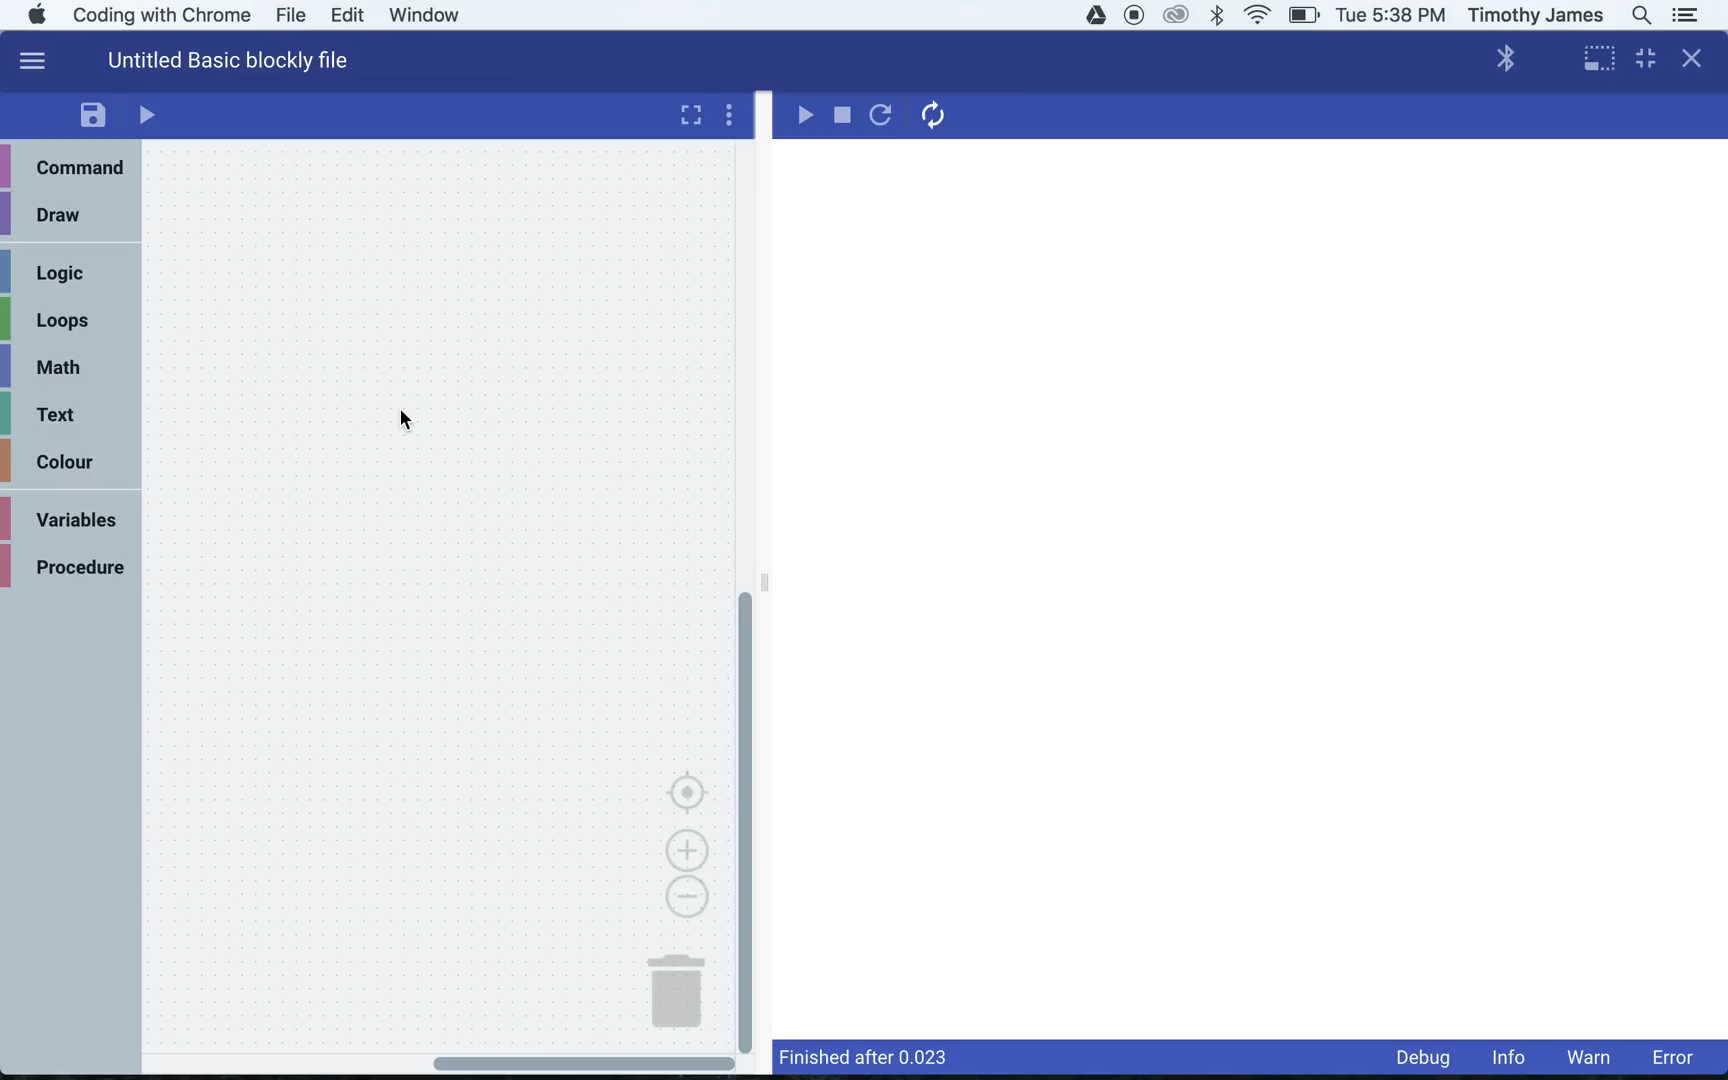 Coding with Chrome File Edit Window Tue 5:38 PM Timothy James
Untitled Basic blockly file
Command
Draw
Logic
Loops
Math
Text
Colour
Variables
Procedure
Finished after 0.023 Debug Info Warn Error